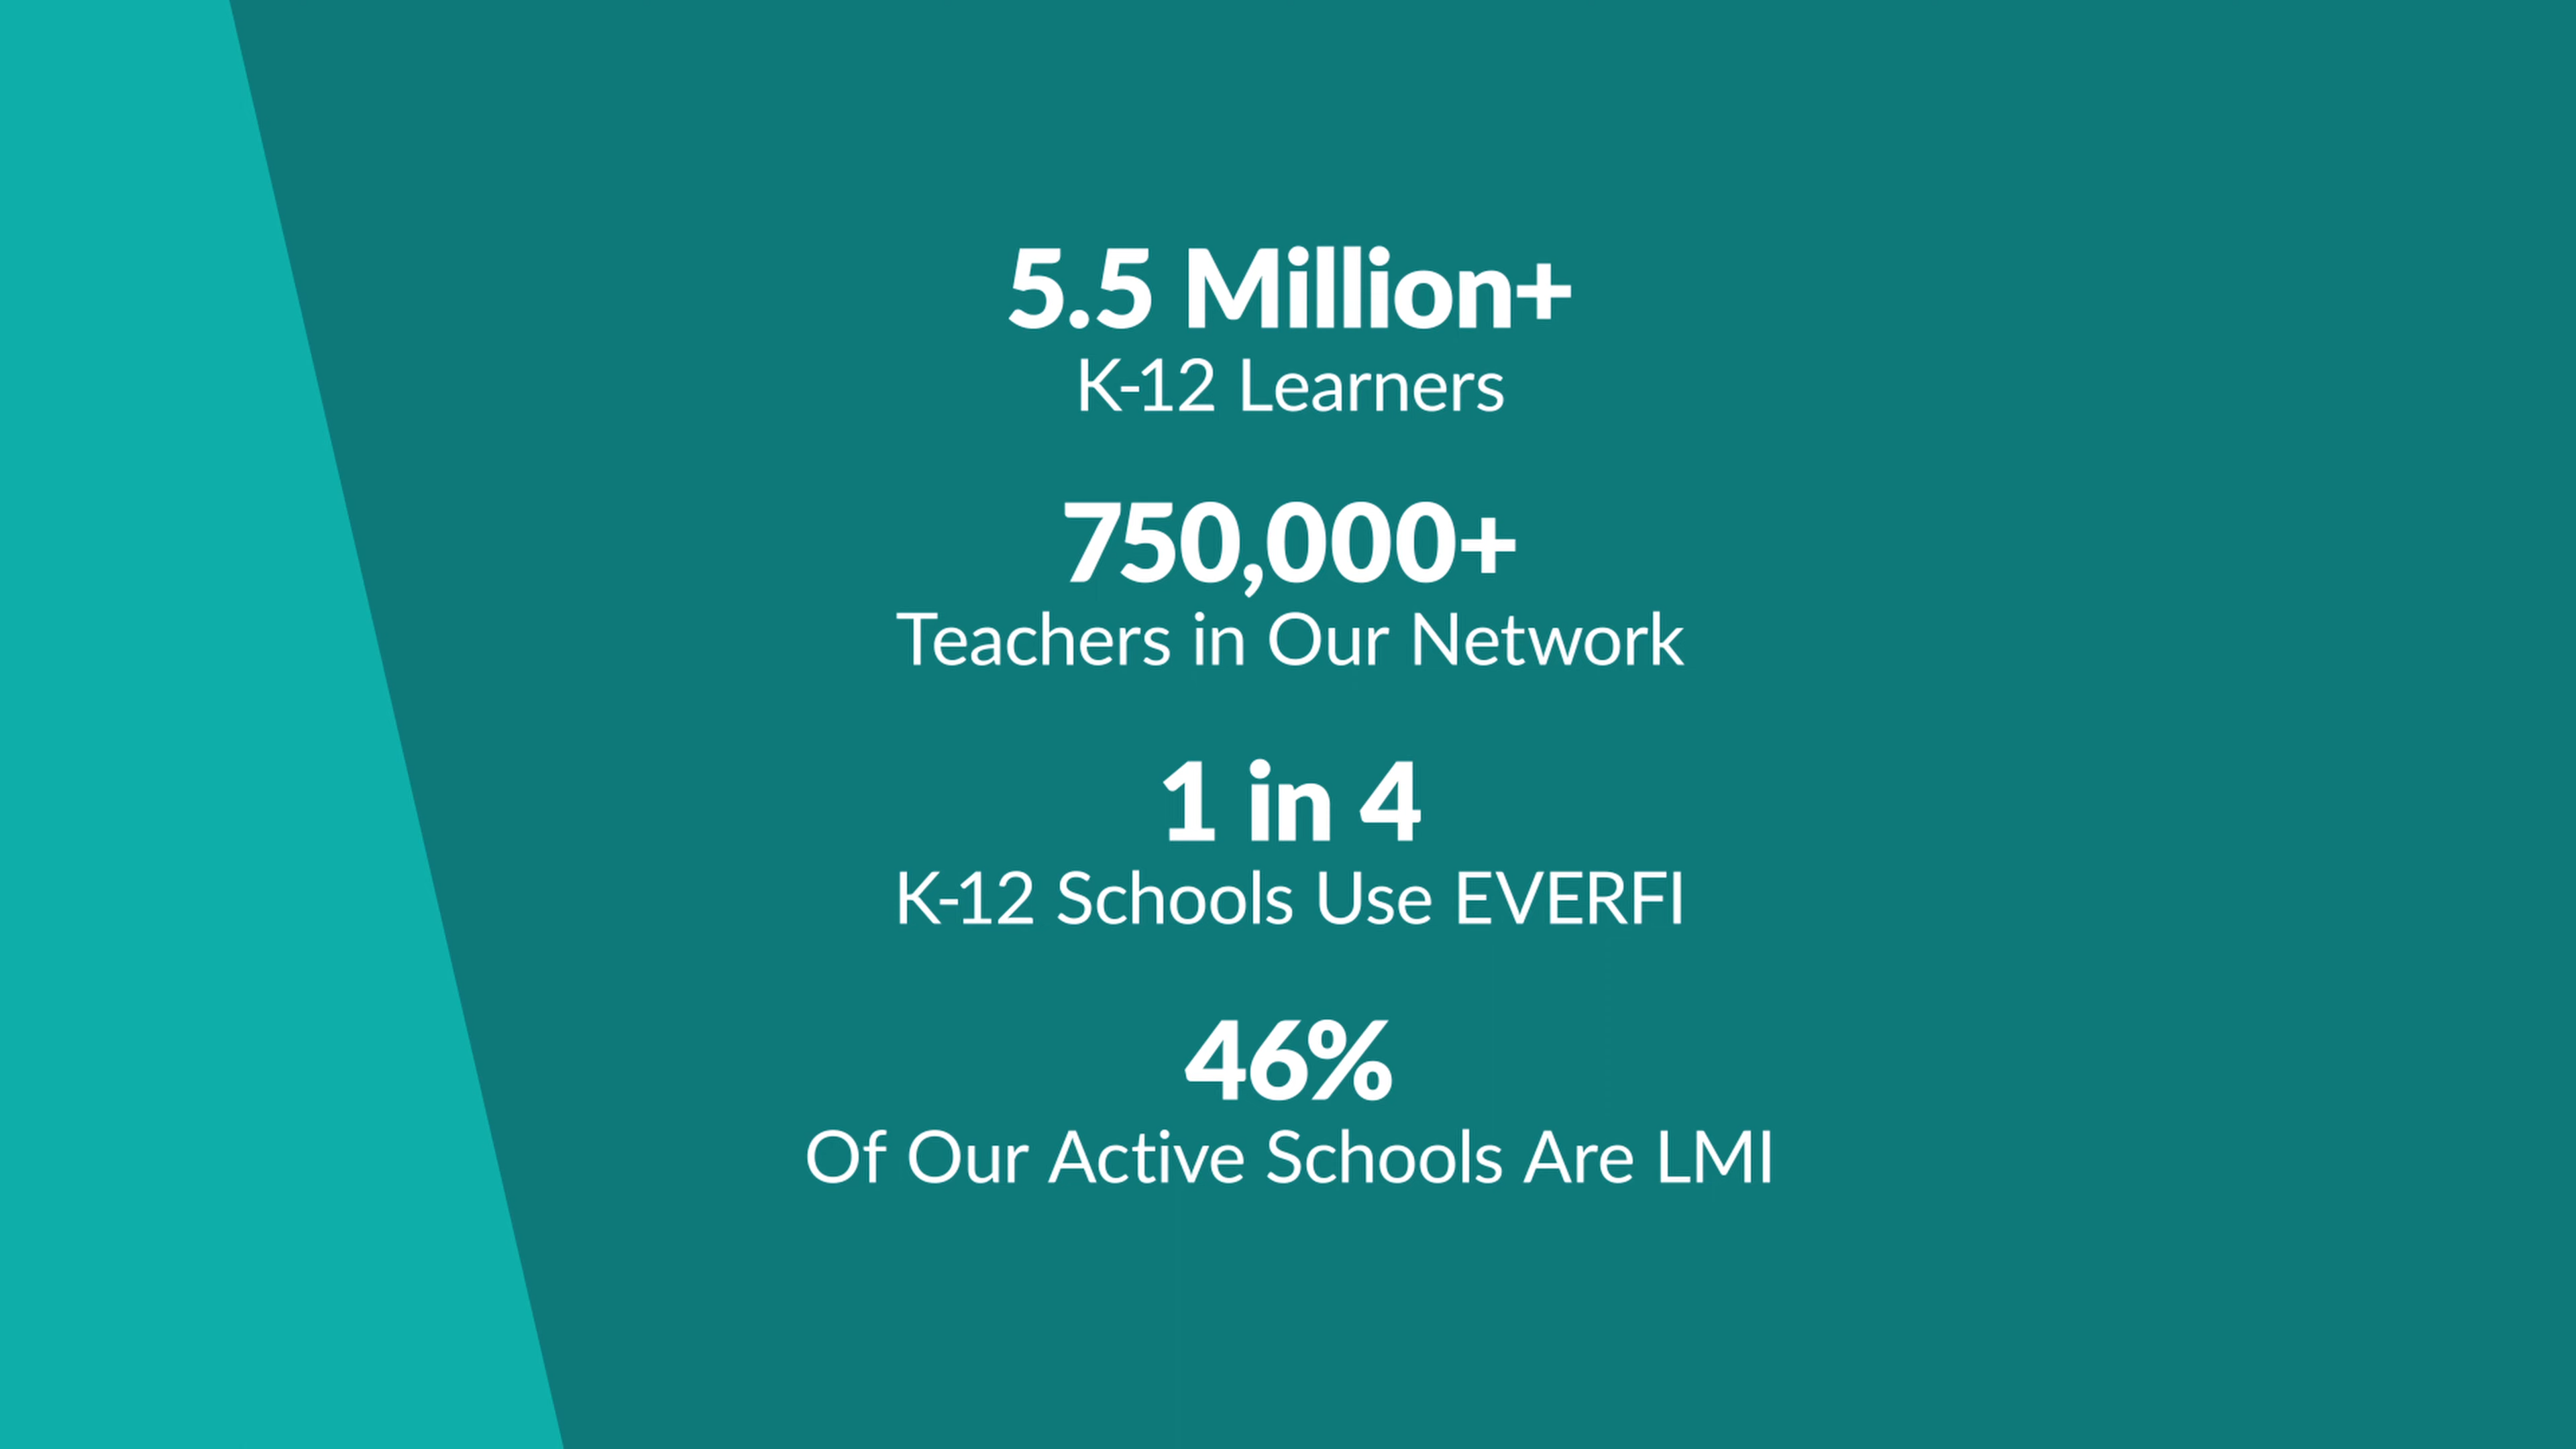 5.5 Million+
K-12 Learners
750,000+
Teachers in Our Network
1 in 4
K-12 Schools Use EVERFI
46%
Of Our Active Schools Are LMI